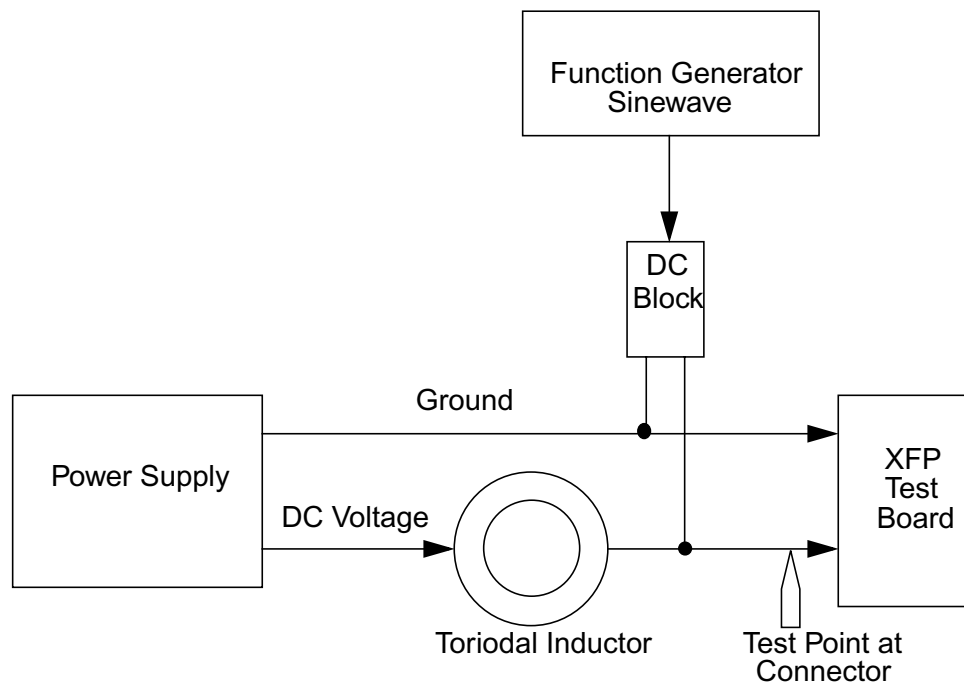 Function Generator
Sinewave
DC
Block
Ground
Power Supply
XFP
Test
Board
DC Voltage
Toriodal Inductor
Test Point at
Connector